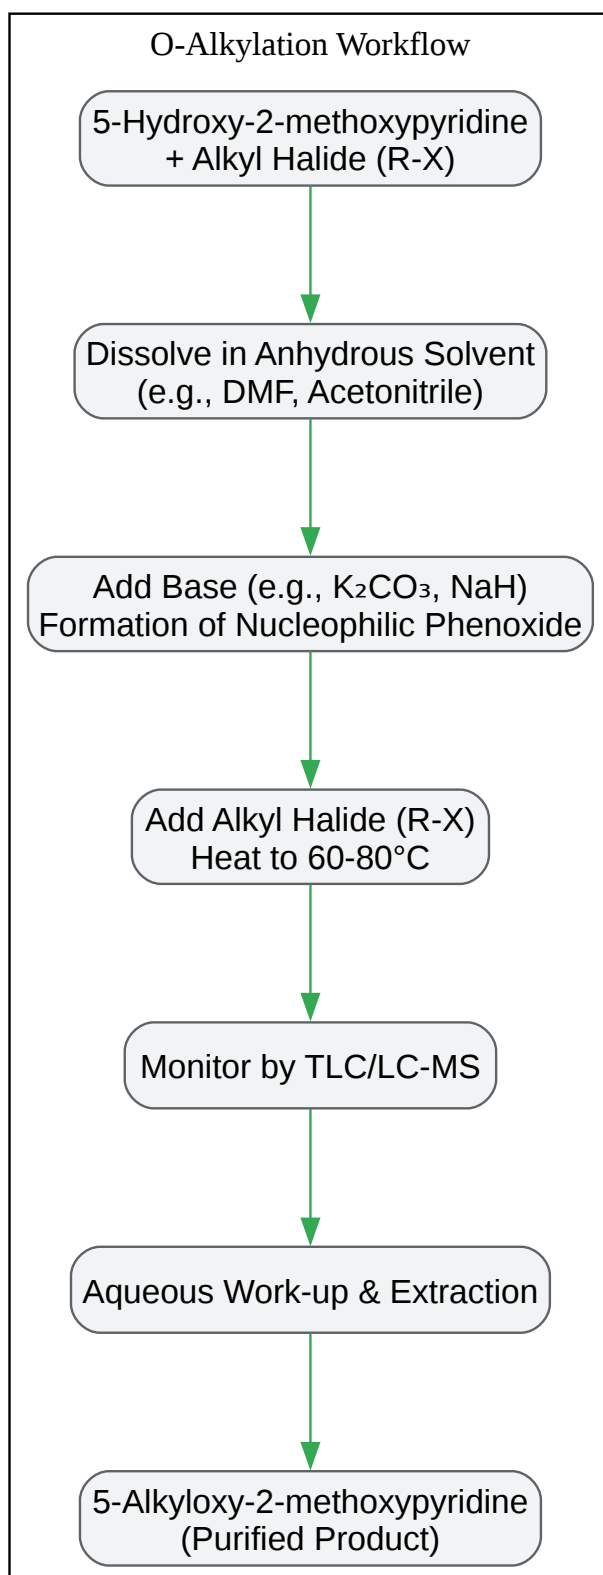 O-Alkylation Workflow
5-Hydroxy-2-methoxypyridine
+ Alkyl Halide (R-X)
Dissolve in Anhydrous Solvent
(e.g., DMF, Acetonitrile)
Add Base (e.g., K₂CO₃, NaH)
Formation of Nucleophilic Phenoxide
Add Alkyl Halide (R-X)
Heat to 60-80°C
Monitor by TLC/LC-MS
Aqueous Work-up & Extraction
5-Alkyloxy-2-methoxypyridine
(Purified Product)